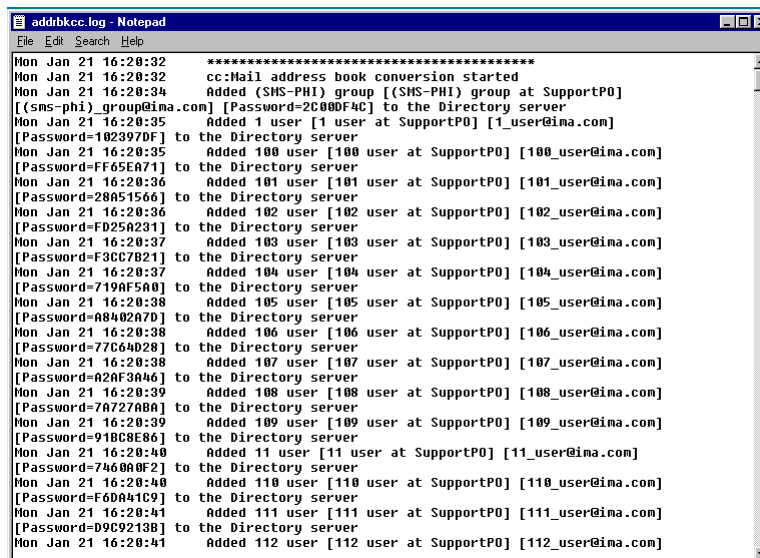 addrbkcc.log - Notepad
File Edit Search Help
Mon Jan 21 16:20:32 *****************************************
Mon Jan 21 16:20:32 cc:Mail address book conversion started
Mon Jan 21 16:20:34 Added (SMS-PHI) group [(SMS-PHI) group at SupportPO]
[(sms-phi)_group@ima.com] [Password=2C00DF4C] to the Directory server
Mon Jan 21 16:20:35 Added 1 user [1 user at SupportPO] [1_user@ima.com]
[Password=102397DF] to the Directory server
Mon Jan 21 16:20:35 Added 100 user [100 user at SupportPO] [100_user@ima.com]
[Password=FF65EA71] to the Directory server
Mon Jan 21 16:20:36 Added 101 user [101 user at SupportPO] [101_user@ima.com]
[Password=28A51566] to the Directory server
Mon Jan 21 16:20:36 Added 102 user [102 user at SupportPO] [102_user@ima.com]
[Password=FD25A231] to the Directory server
Mon Jan 21 16:20:37 Added 103 user [103 user at SupportPO] [103_user@ima.com]
[Password=F3CC7B21] to the Directory server
Mon Jan 21 16:20:37 Added 104 user [104 user at SupportPO] [104_user@ima.com]
[Password=719AF5A0] to the Directory server
Mon Jan 21 16:20:38 Added 105 user [105 user at SupportPO] [105_user@ima.com]
[Password=A8402A7D] to the Directory server
Mon Jan 21 16:20:38 Added 106 user [106 user at SupportPO] [106_user@ima.com]
[Password=77C64D28] to the Directory server
Mon Jan 21 16:20:38 Added 107 user [107 user at SupportPO] [107_user@ima.com]
[Password=A2AF3A46] to the Directory server
Mon Jan 21 16:20:39 Added 108 user [108 user at SupportPO] [108_user@ima.com]
[Password=7A727ABA] to the Directory server
Mon Jan 21 16:20:39 Added 109 user [109 user at SupportPO] [109_user@ima.com]
[Password=91BC8E86] to the Directory server
Mon Jan 21 16:20:40 Added 11 user [11 user at SupportPO] [11_user@ima.com]
[Password=7460A0F2] to the Directory server
Mon Jan 21 16:20:40 Added 110 user [110 user at SupportPO] [110_user@ima.com]
[Password=F6DA41C9] to the Directory server
Mon Jan 21 16:20:41 Added 111 user [111 user at SupportPO] [111_user@ima.com]
[Password=D9C9213B] to the Directory server
Mon Jan 21 16:20:41 Added 112 user [112 user at SupportPO] [112_user@ima.com]